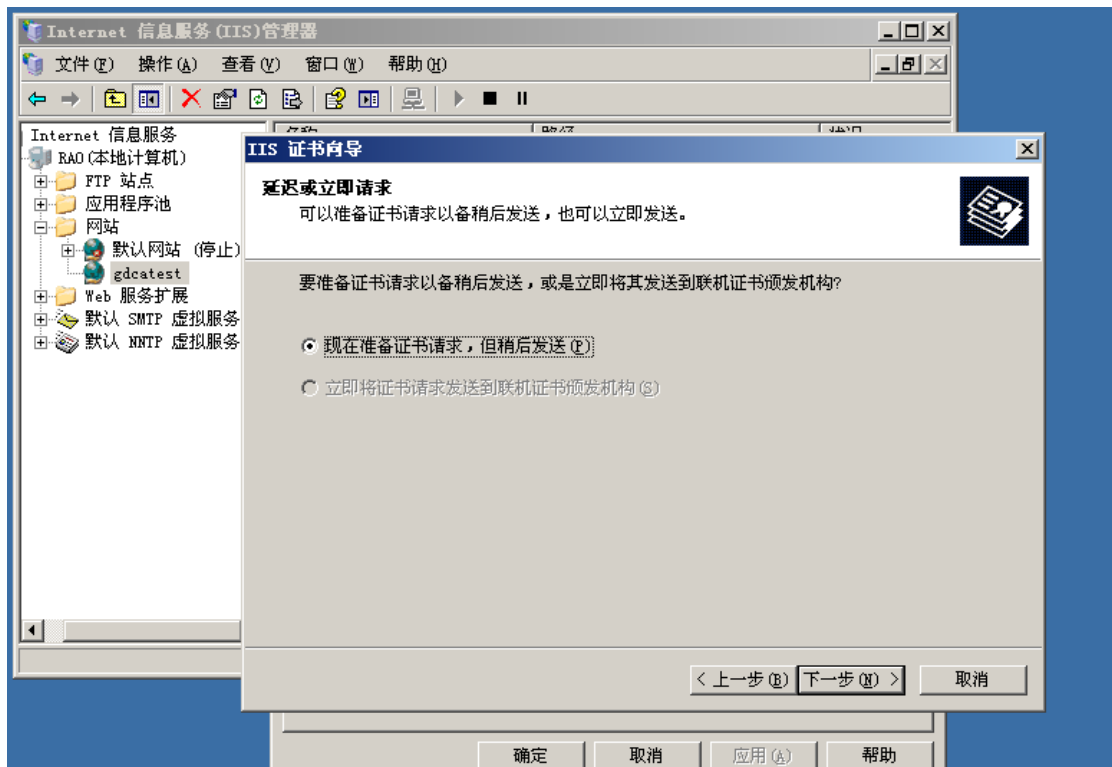 Internet 信息服务(IIS)管理器
文件(F) 操作(A) 查看(V) 窗口(W) 帮助(H)
Internet 信息服务
名称 路径 状况
RAO(本地计算机)
FTP 站点
应用程序池
网站
默认网站 (停止)
gdcatest
Web 服务扩展
默认 SMTP 虚拟服务
默认 NNTP 虚拟服务
IIS 证书向导
延迟或立即请求
可以准备证书请求以备稍后发送，也可以立即发送。
要准备证书请求以备稍后发送，或是立即将其发送到联机证书颁发机构?
现在准备证书请求，但稍后发送(P)
立即将证书请求发送到联机证书颁发机构(S)
< 上一步(B) 下一步(N) > 取消
确定 取消 应用(A) 帮助